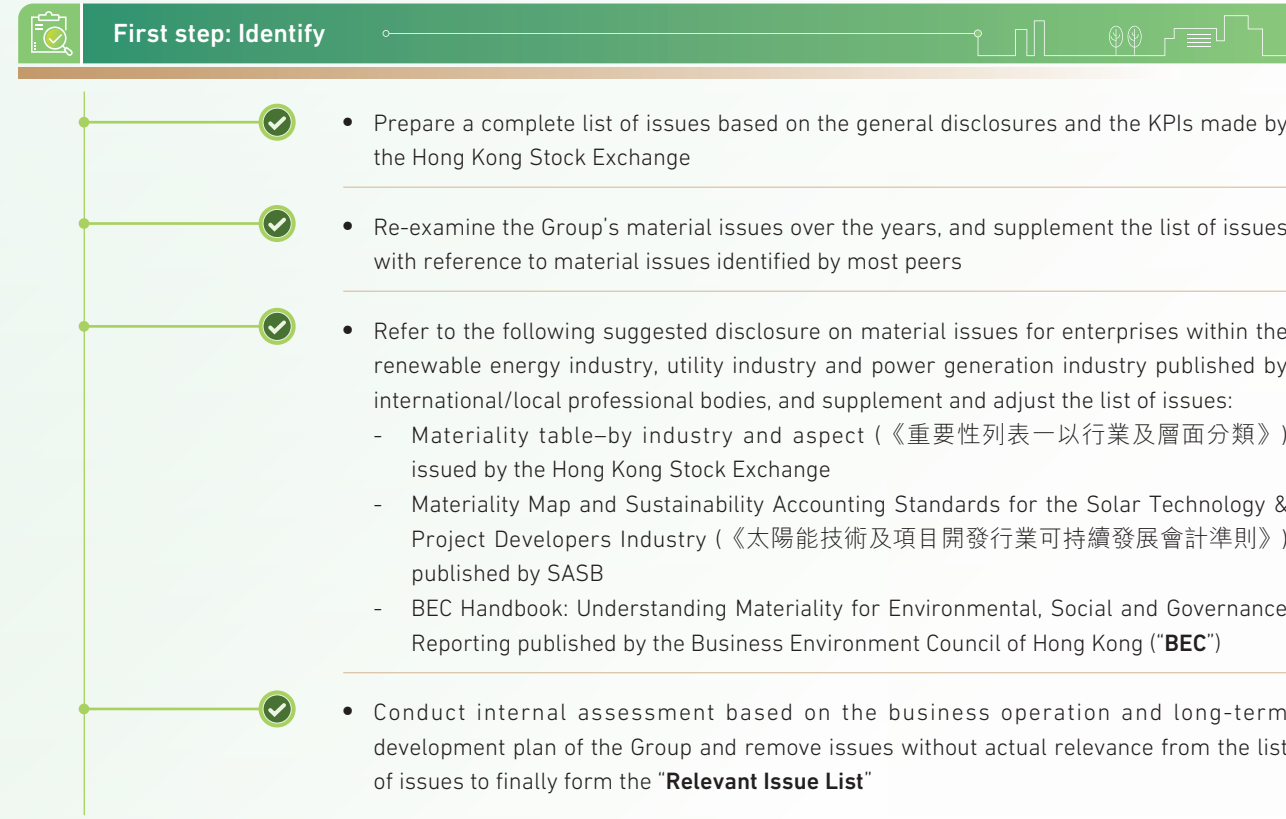 First step: Identify
• Prepare a complete list of issues based on the general disclosures and the KPIs made by
the Hong Kong Stock Exchange
• Re-examine the Group's material issues over the years, and supplement the list of issues
with reference to material issues identified by most peers
• Refer to the following suggested disclosure on material issues for enterprises within the
renewable energy industry, utility industry and power generation industry published by
international/local professional bodies, and supplement and adjust the list of issues:
- Materiality table–by industry and aspect (《重要性列表一以行業及層面分類》)
issued by the Hong Kong Stock Exchange
- Materiality Map and Sustainability Accounting Standards for the Solar Technology &
Project Developers Industry (《太陽能技術及項目開發行業可持續發展會計準則》)
published by SASB
- BEC Handbook: Understanding Materiality for Environmental, Social and Governance
Reporting published by the Business Environment Council of Hong Kong ("BEC")
• Conduct internal assessment based on the business operation and long-term
development plan of the Group and remove issues without actual relevance from the list
of issues to finally form the "Relevant Issue List"